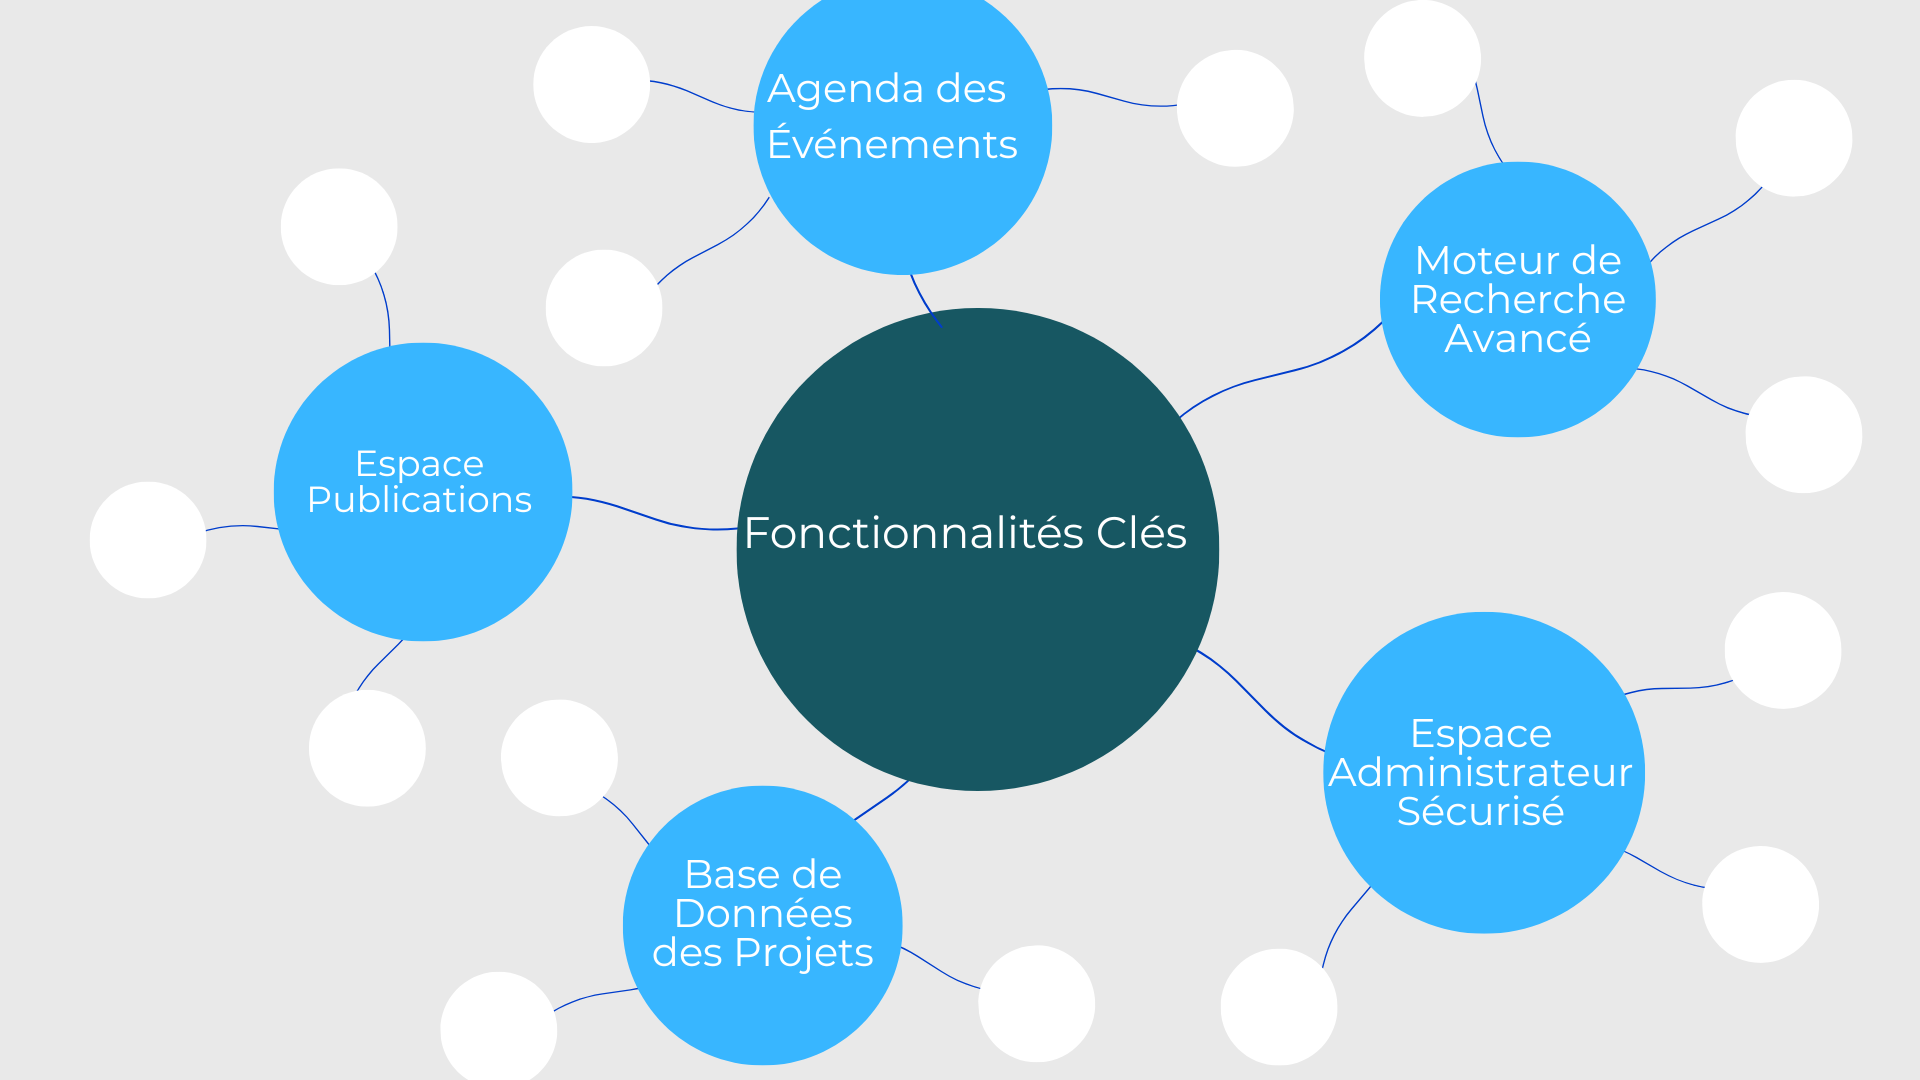 Agenda des
Événements
Moteur de
Recherche
Avancé
Espace
Publications
Fonctionnalités Clés
Espace
Administrateur
Sécurisé
Base de
Données
des Projets